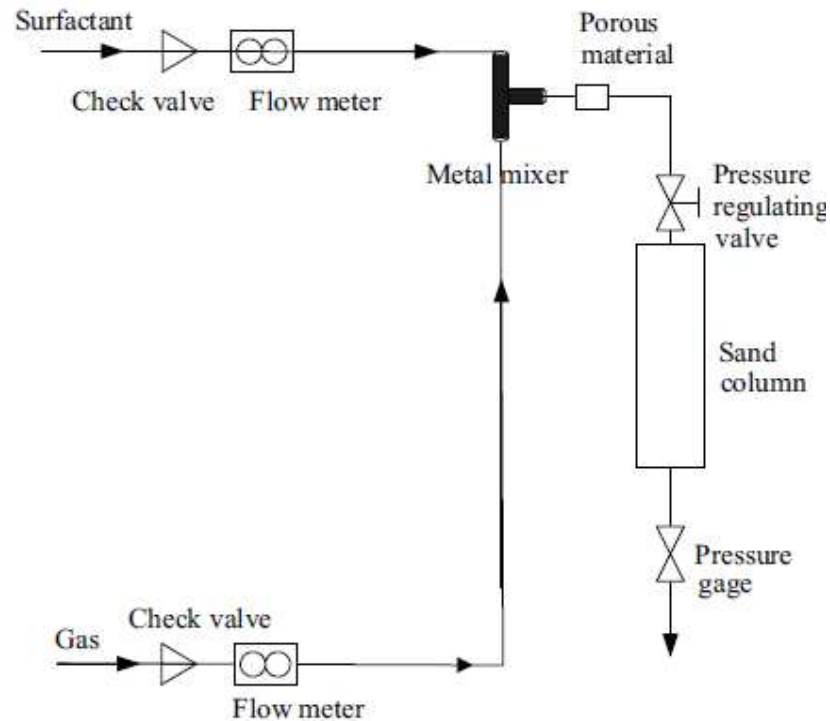 Surfactant
Check valve
Flow meter
Porous
material
Metal mixer
Pressure
regulating
valve
Sand
column
Pressure
gage
Gas
Check valve
Flow meter